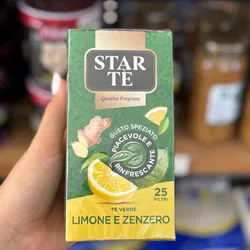 STAR
TÈ
Qualità Pregiata
GUSTO SPEZIATO
PIACEVOLE E
RINFRESCANTE
25
FILTRI
TÈ VERDE
LIMONE E ZENZERO